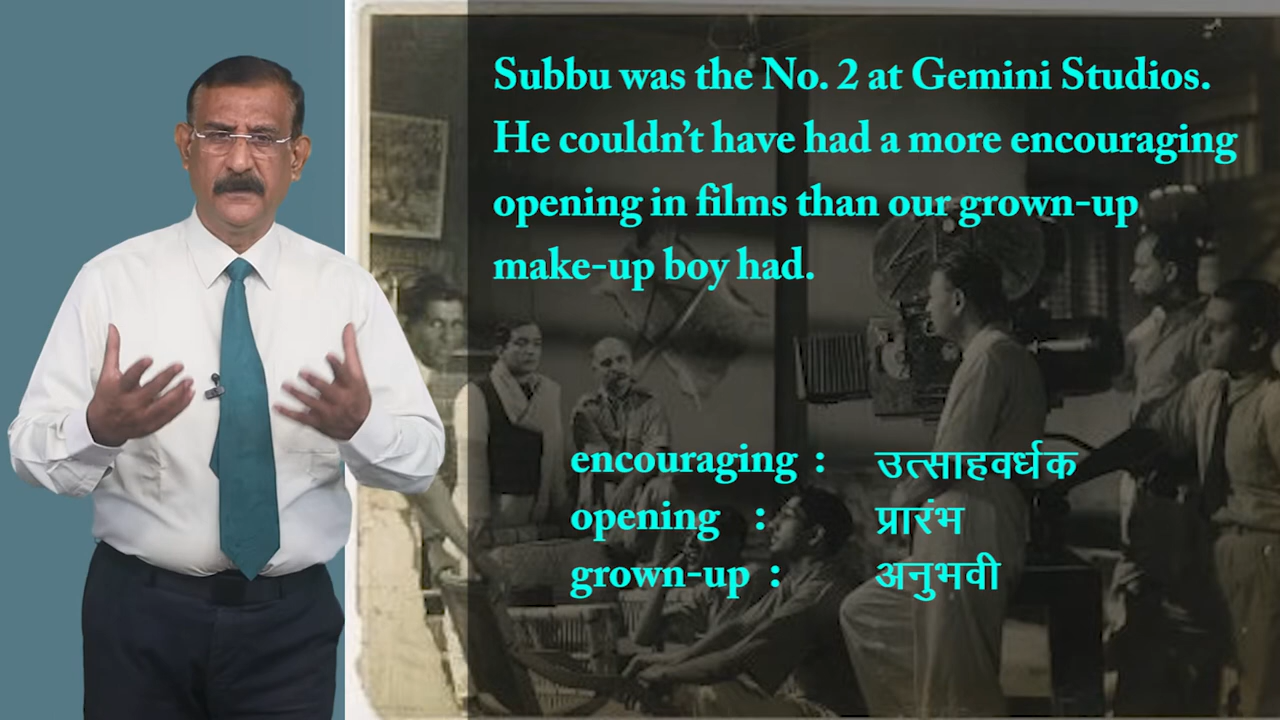 Subbu was the No. 2 at Gemini Studios.
He couldn't have had a more encouraging
opening in films than our grown-up
make-up boy had.
encouraging : उत्साहवर्धक
opening : प्रारंभ
grown-up : अनुभवी